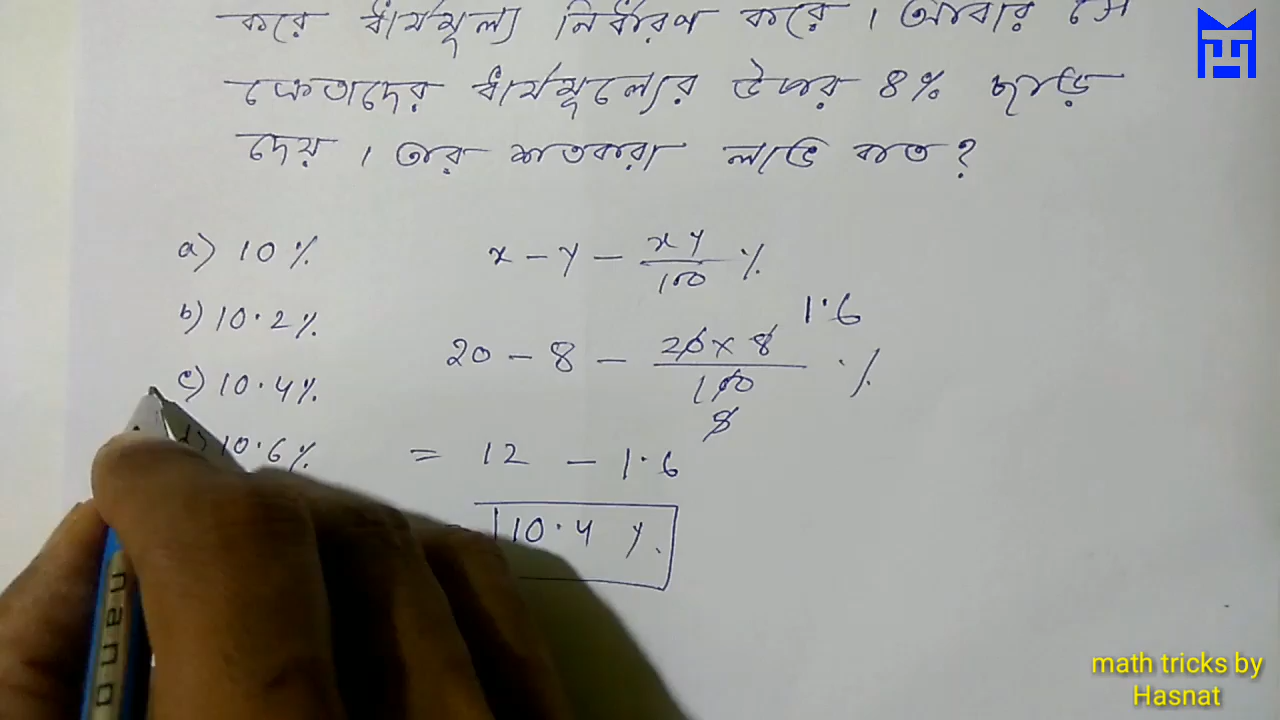 করে ধার্যমূল্য নির্ধারণ করে । আবার সে
ক্রেতাদের ধার্যমূল্যের উপর 8% ছাড়
দেয় । তার শতকরা লাভ কত ?
a) 10 %
b) 10.2 %
c) 10.4 %
d) 10.6 %
x - y - xy/100 %
1.6
20 - 8 - 20 x 8/100 %
8
= 12 - 1.6
10.4 %
nano
math tricks by
Hasnat